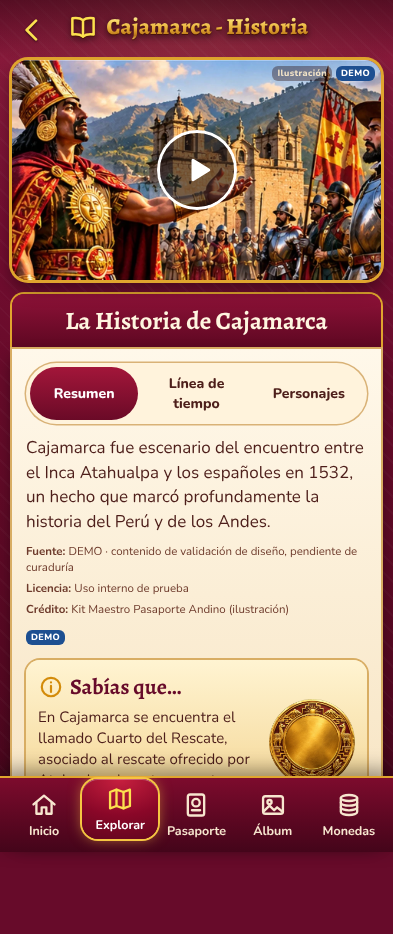 Cajamarca - Historia
Ilustración DEMO
La Historia de Cajamarca
Resumen
Línea de
tiempo
Personajes
Cajamarca fue escenario del encuentro entre
el Inca Atahualpa y los españoles en 1532,
un hecho que marcó profundamente la
historia del Perú y de los Andes.
Fuente: DEMO · contenido de validación de diseño, pendiente de
curaduría
Licencia: Uso interno de prueba
Crédito: Kit Maestro Pasaporte Andino (ilustración)
DEMO
Sabías que...
En Cajamarca se encuentra el
llamado Cuarto del Rescate,
asociado al rescate ofrecido por
Inicio
Explorar
Pasaporte
Álbum
Monedas